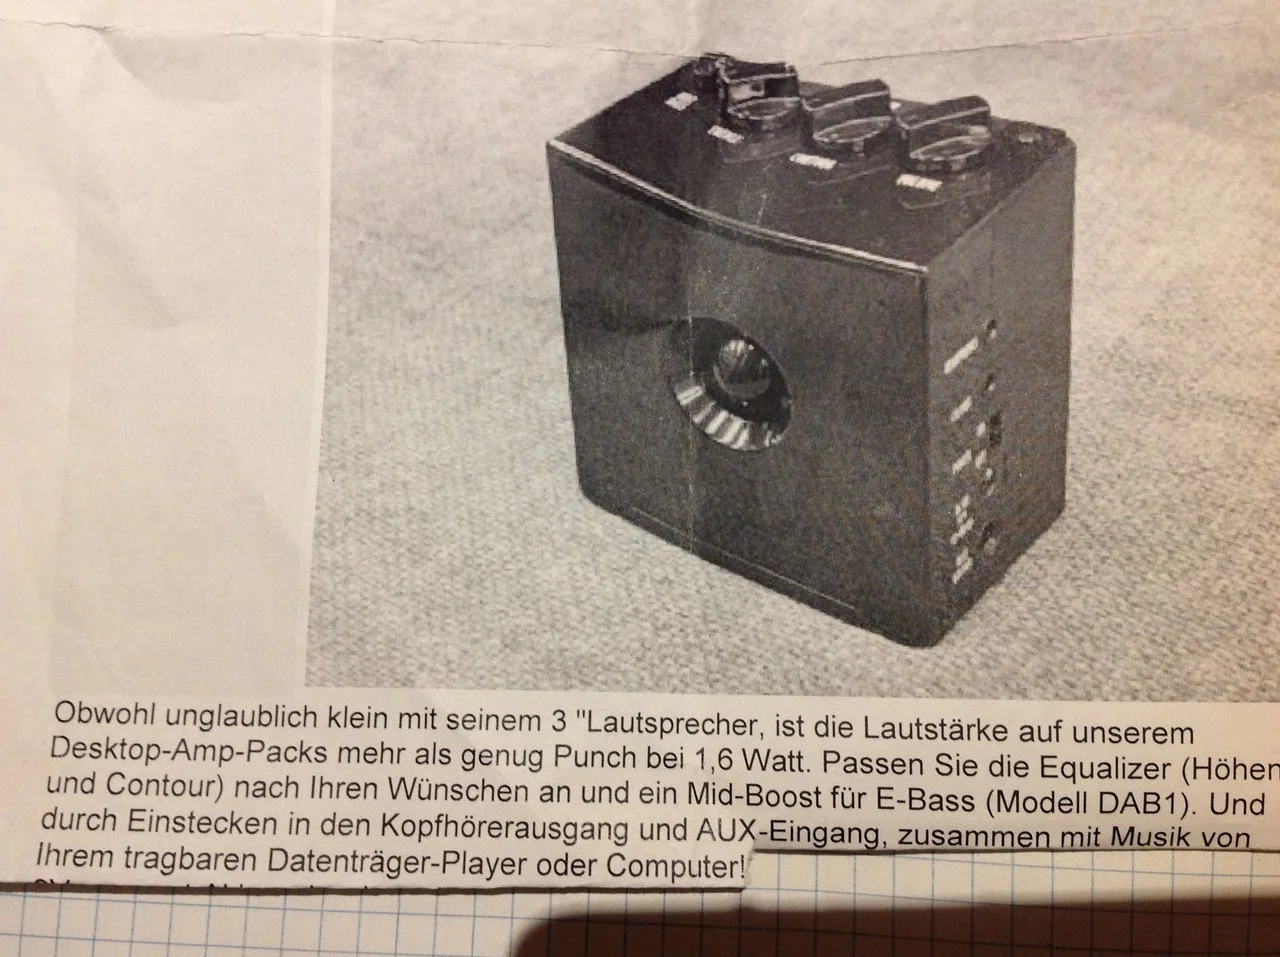 Obwohl unglaublich klein mit seinem 3 "Lautsprecher, ist die Lautstärke auf unserem
Desktop-Amp-Packs mehr als genug Punch bei 1,6 Watt. Passen Sie die Equalizer (Höhen
und Contour) nach Ihren Wünschen an und ein Mid-Boost für E-Bass (Modell DAB1). Und
durch Einstecken in den Kopfhörerausgang und AUX-Eingang, zusammen mit Musik von
Ihrem tragbaren Datenträger-Player oder Computer!